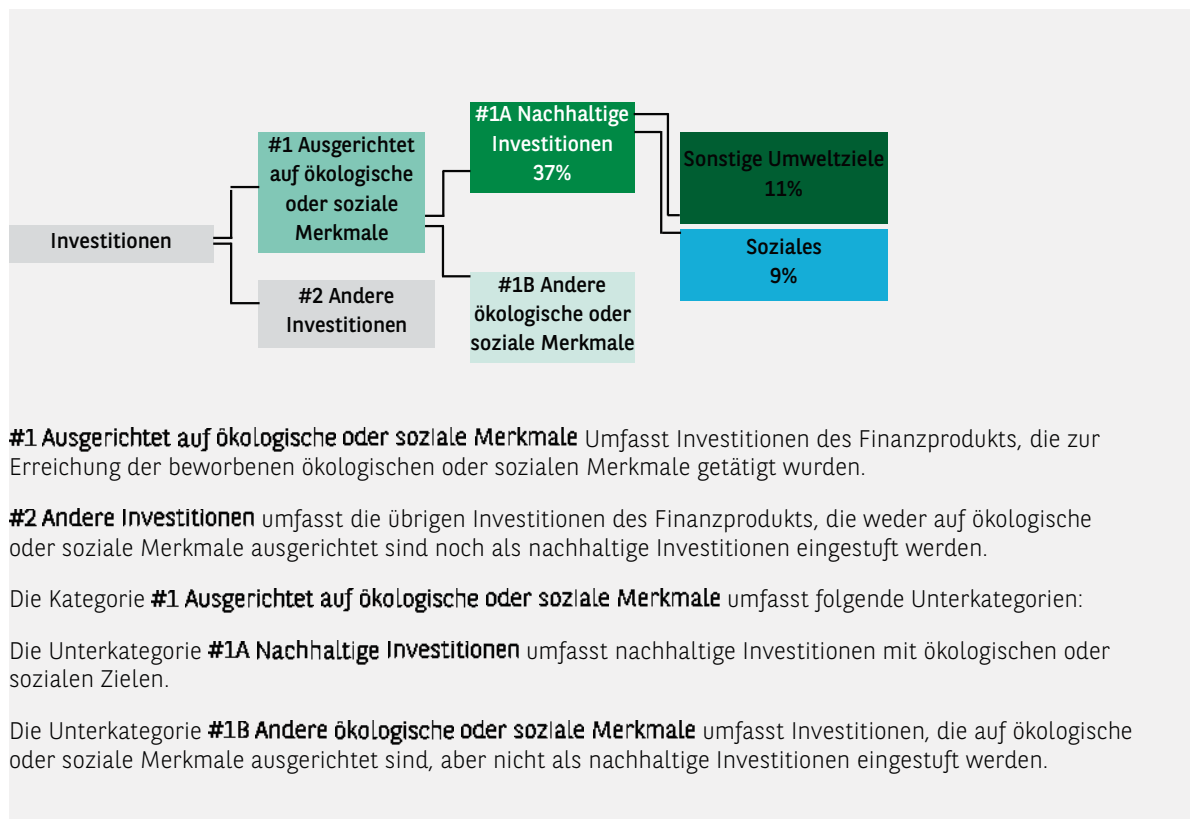 #1A Nachhaltige
Investitionen
37%
#1 Ausgerichtet
auf ökologische
oder soziale
Merkmale
Sonstige Umweltziele
11%
Investitionen
Soziales
9%
#2 Andere
Investitionen
#1B Andere
ökologische oder
soziale Merkmale
#1 Ausgerichtet auf ökologische oder soziale Merkmale Umfasst Investitionen des Finanzprodukts, die zur
Erreichung der beworbenen ökologischen oder sozialen Merkmale getätigt wurden.
#2 Andere Investitionen umfasst die übrigen Investitionen des Finanzprodukts, die weder auf ökologische
oder soziale Merkmale ausgerichtet sind noch als nachhaltige Investitionen eingestuft werden.
Die Kategorie #1 Ausgerichtet auf ökologische oder soziale Merkmale umfasst folgende Unterkategorien:
Die Unterkategorie #1A Nachhaltige Investitionen umfasst nachhaltige Investitionen mit ökologischen oder
sozialen Zielen.
Die Unterkategorie #1B Andere ökologische oder soziale Merkmale umfasst Investitionen, die auf ökologische
oder soziale Merkmale ausgerichtet sind, aber nicht als nachhaltige Investitionen eingestuft werden.